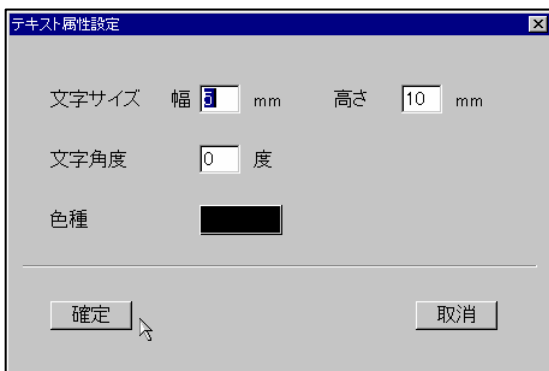 テキスト属性設定
文字サイズ 幅 5 mm 高さ 10 mm
文字角度 0 度
色種
確定 取消